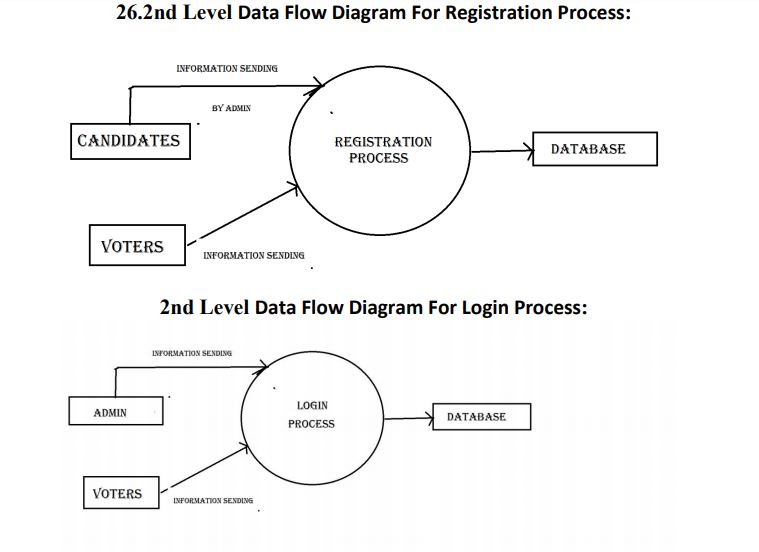 26.2nd Level Data Flow Diagram For Registration Process:
INFORMATION SENDING
BY ADMIN
CANDIDATES
REGISTRATION
PROCESS
DATABASE
VOTERS
INFORMATION SENDING
2nd Level Data Flow Diagram For Login Process:
INFORMATION SENDING
ADMIN
LOGIN
PROCESS
DATABASE
VOTERS
INFORMATION SENDING